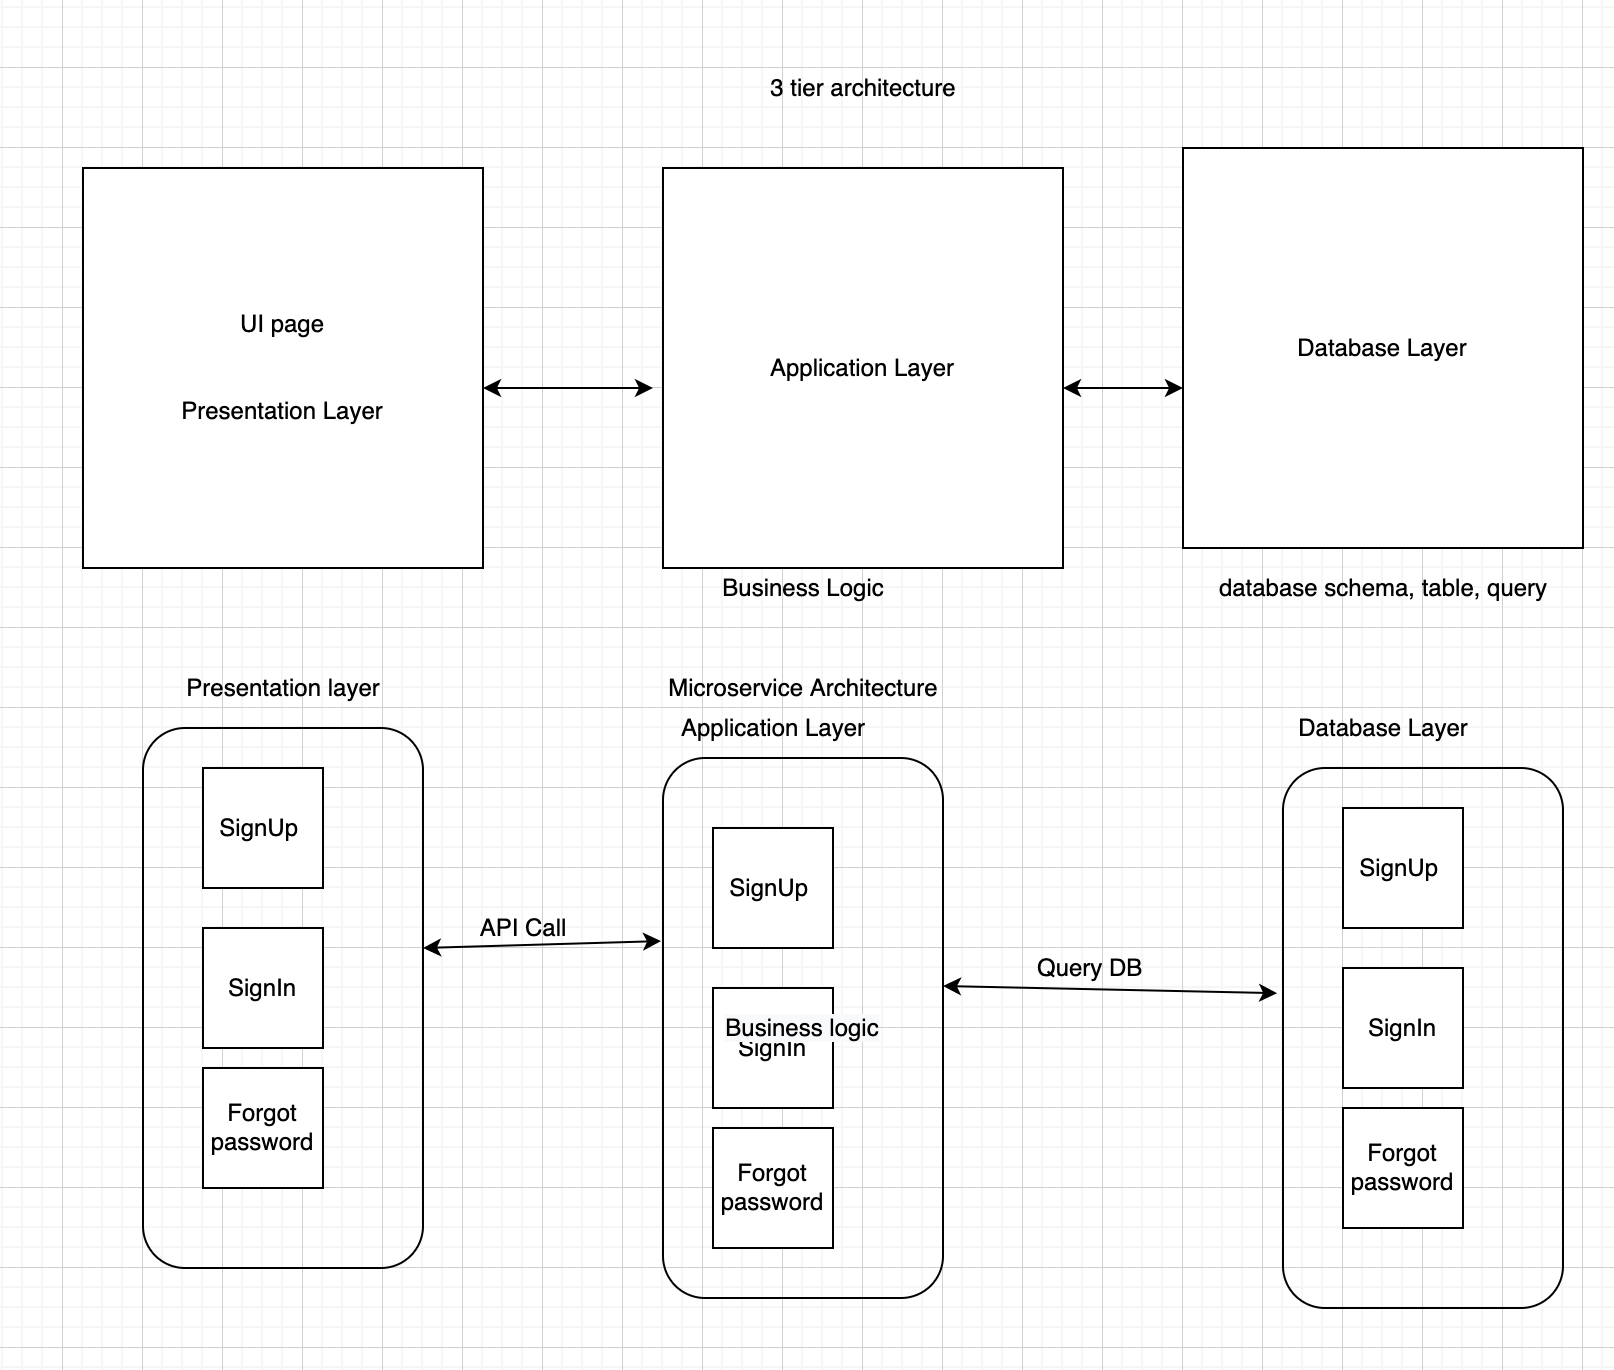 3 tier architecture
UI page
Presentation Layer
Application Layer
Database Layer
Business Logic
database schema, table, query
Presentation layer
Microservice Architecture
Application Layer
Database Layer
SignUp
SignIn
Forgot
password
API Call
SignUp
Business logic
SignIn
Forgot
password
Query DB
SignUp
SignIn
Forgot
password